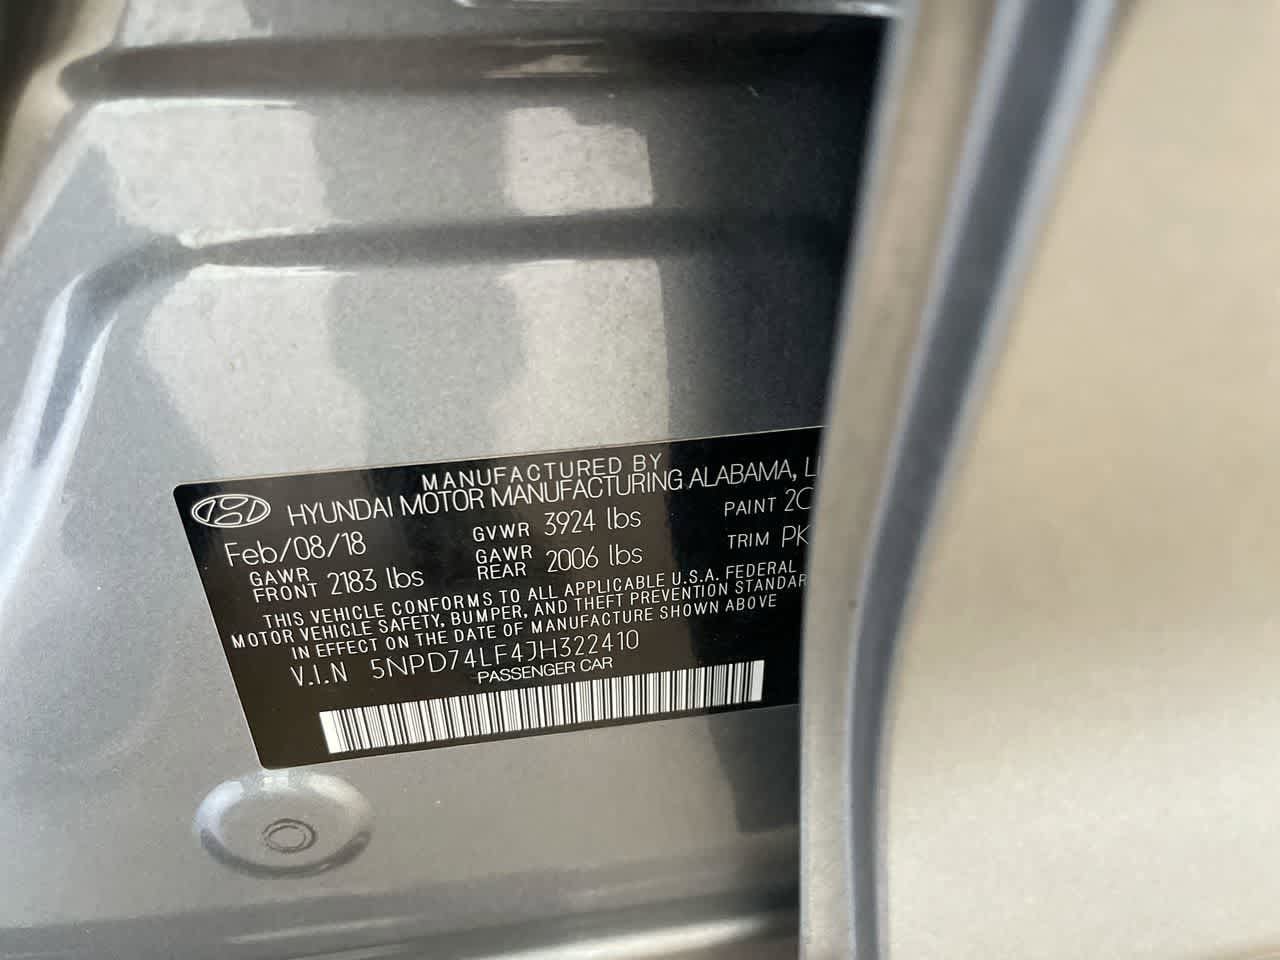 MANUFACTURED BY
HYUNDAI MOTOR MANUFACTURING ALABAMA,
Feb/08/18 GVWR 3924 lbs PAINT
GAWR FRONT 2183 lbs GAWR REAR 2006 lbs TRIM
THIS VEHICLE CONFORMS TO ALL APPLICABLE U.S.A. FEDERAL
MOTOR VEHICLE SAFETY, BUMPER, AND THEFT PREVENTION STANDAR
IN EFFECT ON THE DATE OF MANUFACTURE SHOWN ABOVE
V.I.N 5NPD74LF4JH322410
PASSENGER CAR